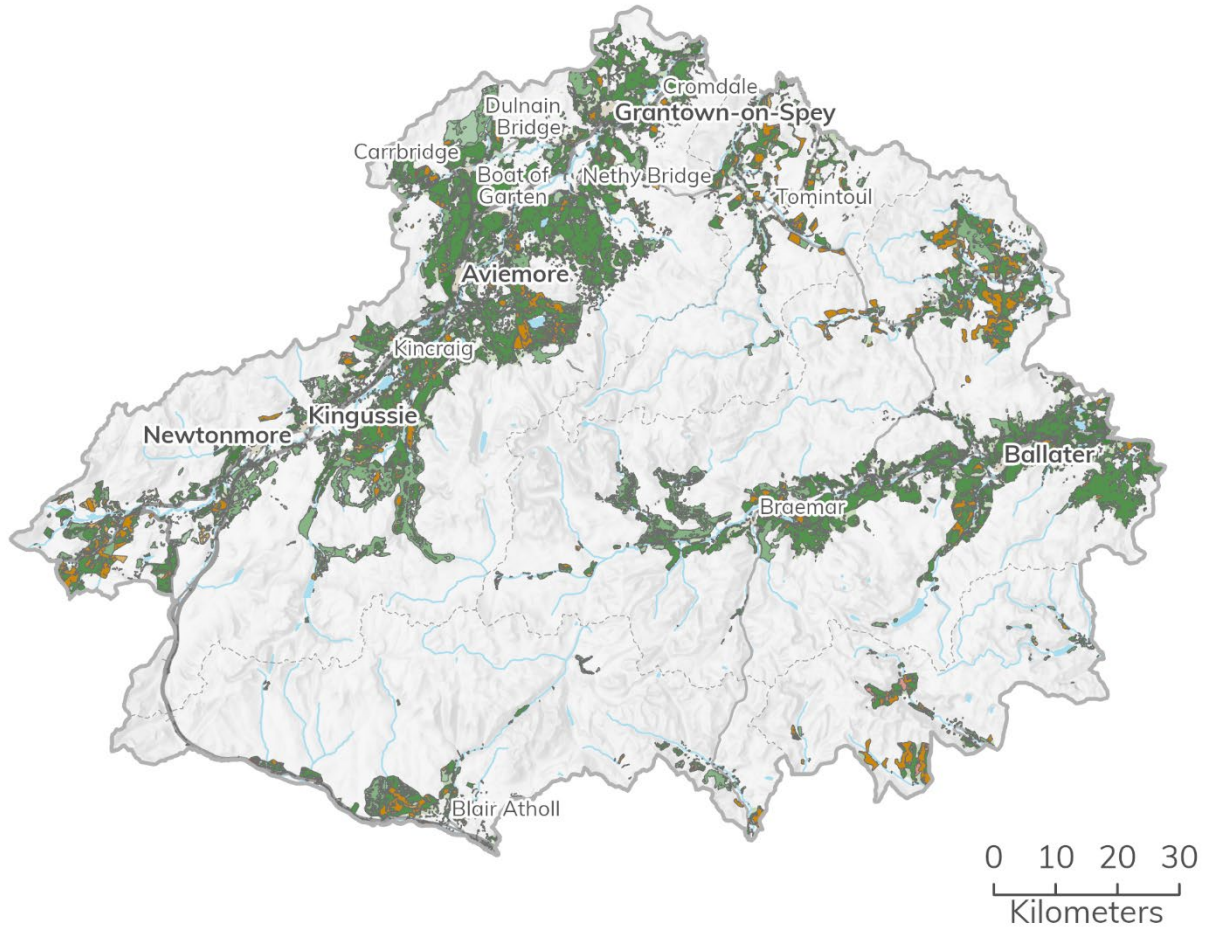 Cromdale
Dulnain
Bridge
Grantown-on-Spey
Carrbridge
Boat of
Garten
Nethy Bridge
Tomintoul
Aviemore
Kincraig
Kingussie
Newtonmore
Ballater
Braemar
Blair Atholl
0 10 20 30
Kilometers